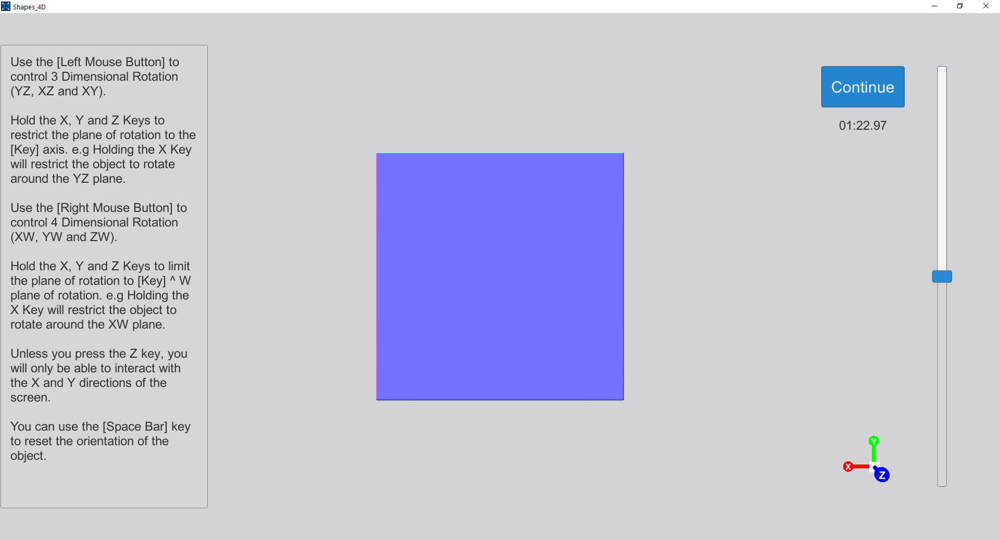 Shapes_4D
Use the [Left Mouse Button] to
control 3 Dimensional Rotation
(YZ, XZ and XY).
Hold the X, Y and Z Keys to
restrict the plane of rotation to the
[Key] axis. e.g Holding the X Key
will restrict the object to rotate
around the YZ plane.
Use the [Right Mouse Button] to
control 4 Dimensional Rotation
(XW, YW and ZW).
Hold the X, Y and Z Keys to limit
the plane of rotation to [Key] ^ W
plane of rotation. e.g Holding the
X Key will restrict the object to
rotate around the XW plane.
Unless you press the Z key, you
will only be able to interact with
the X and Y directions of the
screen.
You can use the [Space Bar] key
to reset the orientation of the
object.
Continue
01:22.97
Y
X
Z